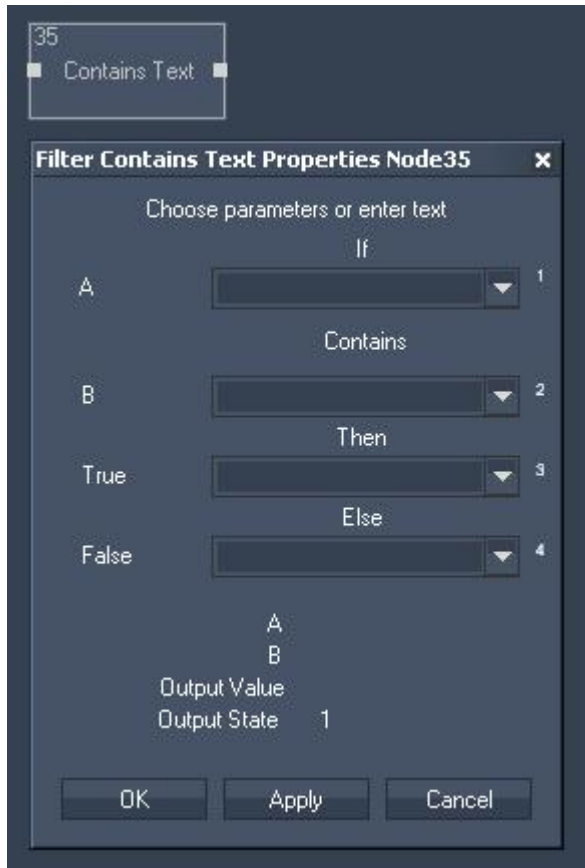 35
Contains Text
Filter Contains Text Properties Node35 x
Choose parameters or enter text
If
A 1
Contains
B 2
Then
True 3
Else
False 4
A
B
Output Value
Output State 1
OK Apply Cancel